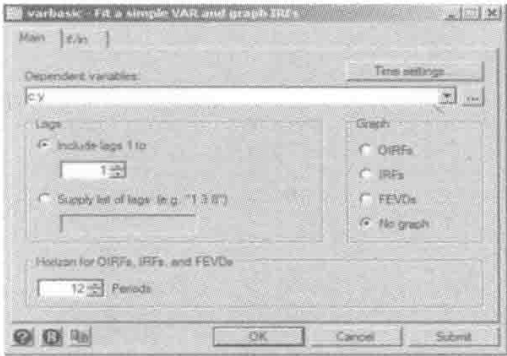 varbasic - Fit a simple VAR and graph IRFs
Main if/in
Time settings
Dependent variables:
c y
Lags
Include lags 1 to
1
Supply list of lags (e.g. "1 3 8")
Graph
OIRFs
IRFs
FEVDs
No graph
Horizon for OIRFs, IRFs, and FEVDs
12 Periods
OK Cancel Submit